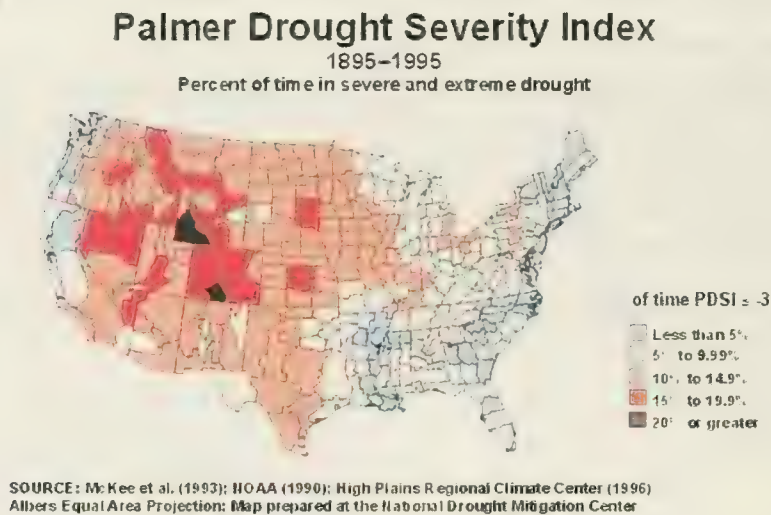 Palmer Drought Severity Index
1895–1995
Percent of time in severe and extreme drought
of time PDSI ≤ -3
Less than 5%
5% to 9.99%
10% to 14.9%
15% to 19.9%
20% or greater
SOURCE: McKee et al. (1993); NOAA (1990); High Plains Regional Climate Center (1996)
Albers Equal Area Projection; Map prepared at the National Drought Mitigation Center